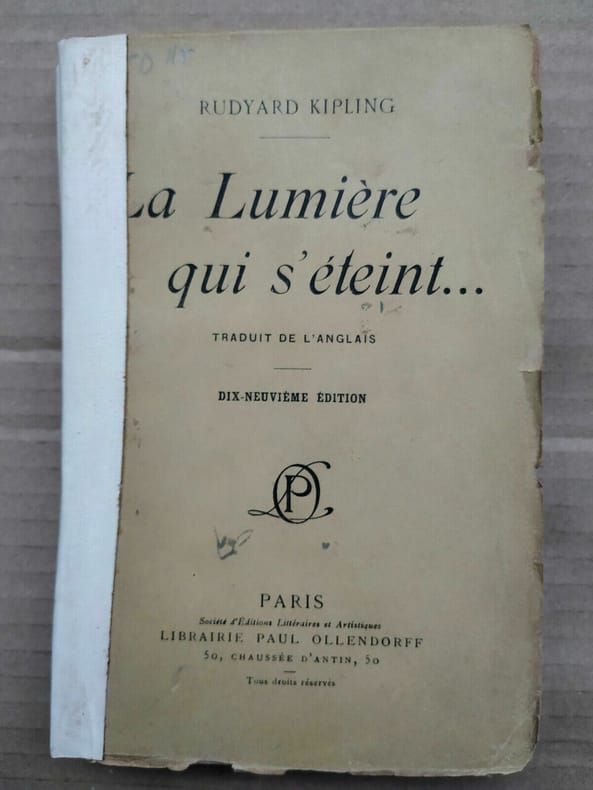 RUDYARD KIPLING
La Lumière
qui s'éteint...
TRADUIT DE L'ANGLAIS
DIX-NEUVIÈME ÉDITION
PARIS
Société d'Éditions Littéraires et Artistiques
LIBRAIRIE PAUL OLLENDORFF
50, CHAUSSÉE D'ANTIN, 50
Tous droits réservés